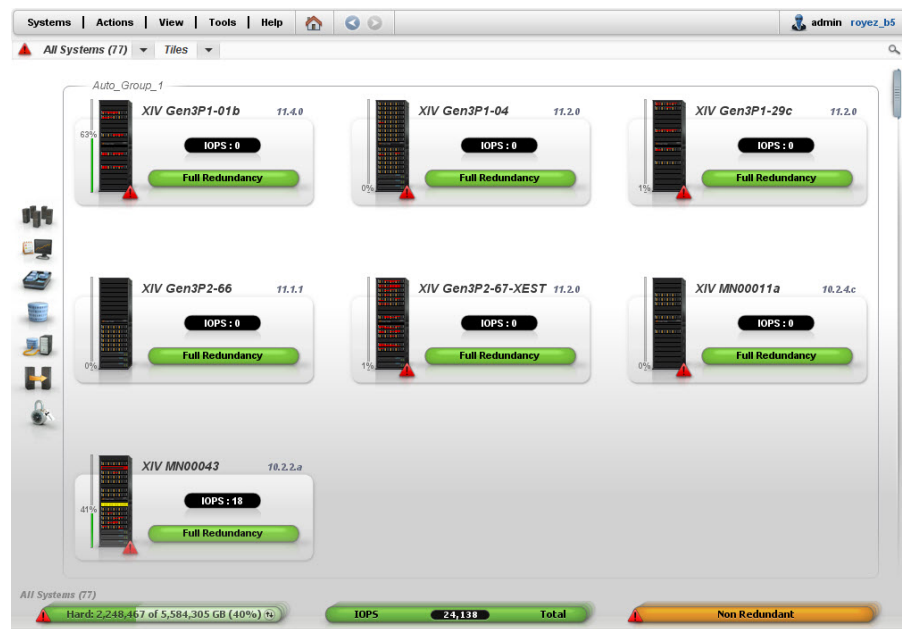 Systems | Actions | View | Tools | Help admin royez_b5
All Systems (77) Tiles
Auto_Group_1
XIV Gen3P1-01b 11.4.0 XIV Gen3P1-04 11.2.0 XIV Gen3P1-29c 11.2.0
63% IOPS : 0 IOPS : 0 IOPS : 0
Full Redundancy 0% Full Redundancy 1% Full Redundancy
XIV Gen3P2-66 11.1.1 XIV Gen3P2-67-XEST 11.2.0 XIV MN00011a 10.2.4.c
IOPS : 0 IOPS : 0 IOPS : 0
0% Full Redundancy 1% Full Redundancy 0% Full Redundancy
XIV MN00043 10.2.2.a
41% IOPS : 18
Full Redundancy
All Systems (77)
Hard: 2,248,467 of 5,584,305 GB (40%) IOPS 24,138 Total Non Redundant